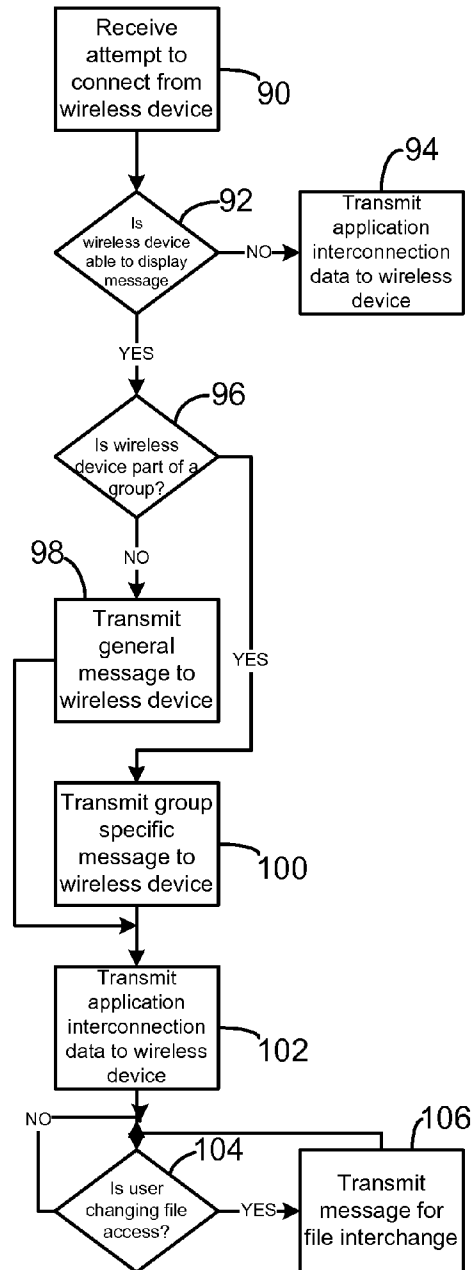 Receive
attempt to
connect from
wireless device
90
92
Is
wireless device
able to display
message
NO
94
Transmit
application
interconnection
data to wireless
device
YES
96
Is wireless
device part of a
group?
NO
YES
98
Transmit
general
message to
wireless device
Transmit group
specific
message to
wireless device
100
Transmit
application
interconnection
data to wireless
device
102
NO
104
Is user
changing file
access?
YES
106
Transmit
message for
file interchange